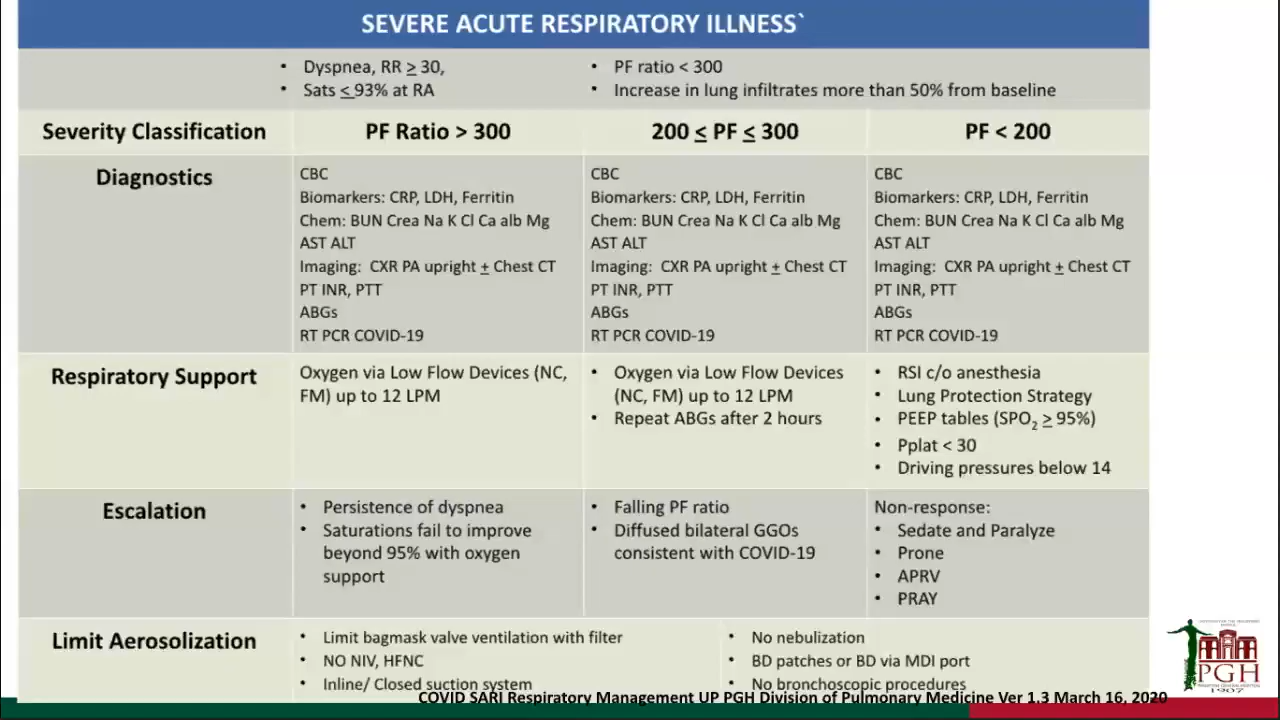 SEVERE ACUTE RESPIRATORY ILLNESS`
• Dyspnea, RR ≥ 30,
• Sats ≤ 93% at RA
• PF ratio < 300
• Increase in lung infiltrates more than 50% from baseline
Severity Classification
PF Ratio > 300
200 ≤ PF ≤ 300
PF < 200
Diagnostics
CBC
Biomarkers: CRP, LDH, Ferritin
Chem: BUN Crea Na K Cl Ca alb Mg
AST ALT
Imaging: CXR PA upright ± Chest CT
PT INR, PTT
ABGs
RT PCR COVID-19
CBC
Biomarkers: CRP, LDH, Ferritin
Chem: BUN Crea Na K Cl Ca alb Mg
AST ALT
Imaging: CXR PA upright ± Chest CT
PT INR, PTT
ABGs
RT PCR COVID-19
CBC
Biomarkers: CRP, LDH, Ferritin
Chem: BUN Crea Na K Cl Ca alb Mg
AST ALT
Imaging: CXR PA upright ± Chest CT
PT INR, PTT
ABGs
RT PCR COVID-19
Respiratory Support
Oxygen via Low Flow Devices (NC,
FM) up to 12 LPM
• Oxygen via Low Flow Devices
(NC, FM) up to 12 LPM
• Repeat ABGs after 2 hours
• RSI c/o anesthesia
• Lung Protection Strategy
• PEEP tables (SPO₂ ≥ 95%)
• Pplat < 30
• Driving pressures below 14
Escalation
• Persistence of dyspnea
• Saturations fail to improve
beyond 95% with oxygen
support
• Falling PF ratio
• Diffused bilateral GGOs
consistent with COVID-19
Non-response:
• Sedate and Paralyze
• Prone
• APRV
• PRAY
Limit Aerosolization
• Limit bagmask valve ventilation with filter
• NO NIV, HFNC
• Inline/ Closed suction system
• No nebulization
• BD patches or BD via MDI port
• No bronchoscopic procedures
COVID SARI Respiratory Management UP PGH Division of Pulmonary Medicine Ver 1.3 March 16, 2020
PGH
1907